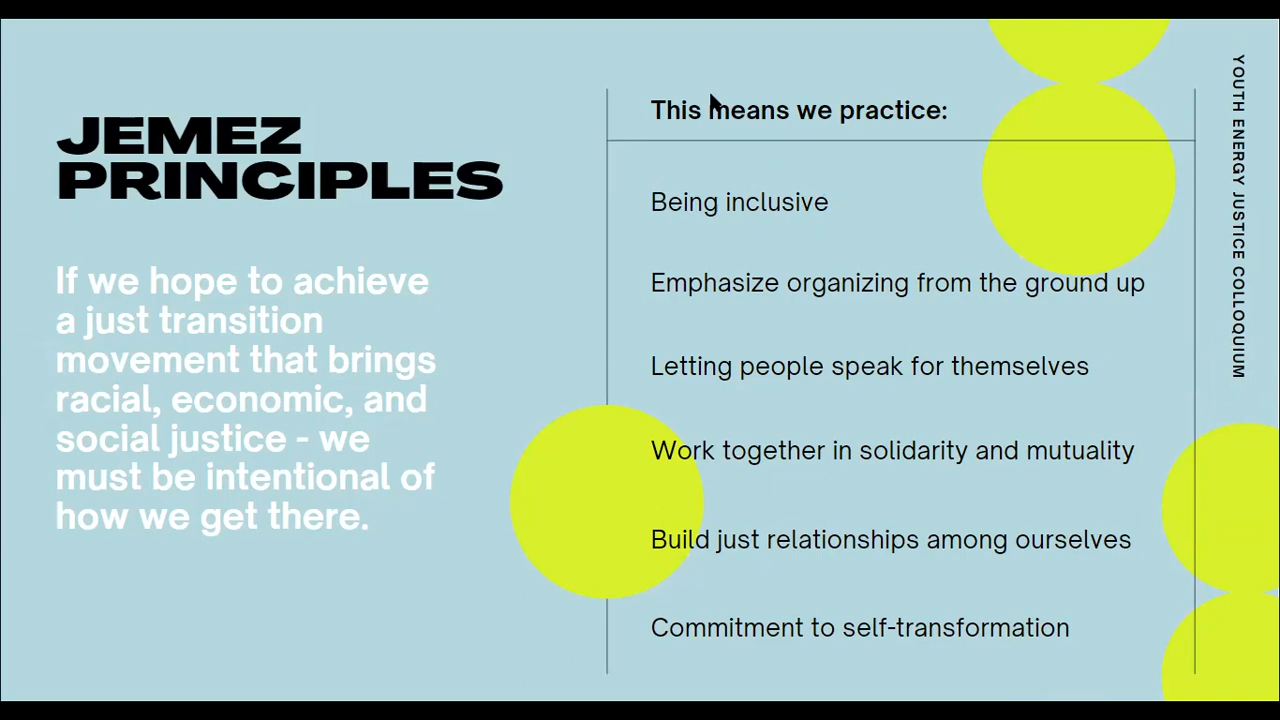 JEMEZ
PRINCIPLES
If we hope to achieve
a just transition
movement that brings
racial, economic, and
social justice - we
must be intentional of
how we get there.
This means we practice:
Being inclusive
Emphasize organizing from the ground up
Letting people speak for themselves
Work together in solidarity and mutuality
Build just relationships among ourselves
Commitment to self-transformation
YOUTH ENERGY JUSTICE COLLOQUIUM